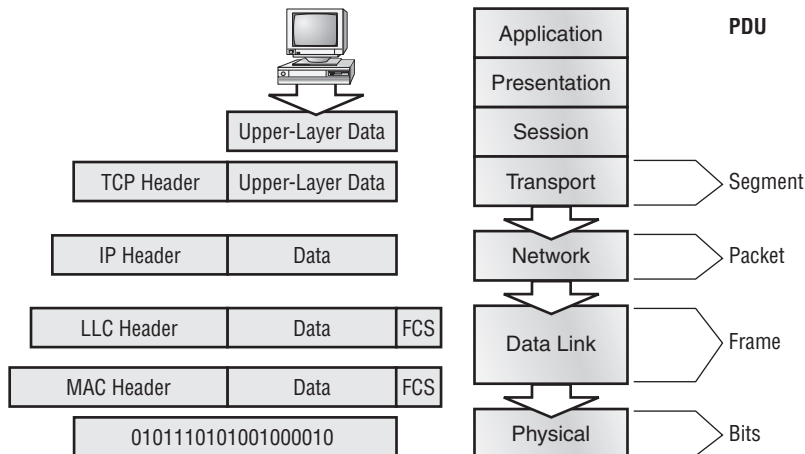 Application
PDU
Presentation
Upper-Layer Data
Session
TCP Header Upper-Layer Data
Transport
Segment
IP Header Data
Network
Packet
LLC Header Data FCS
Data Link
Frame
MAC Header Data FCS
0101110101001000010
Physical
Bits